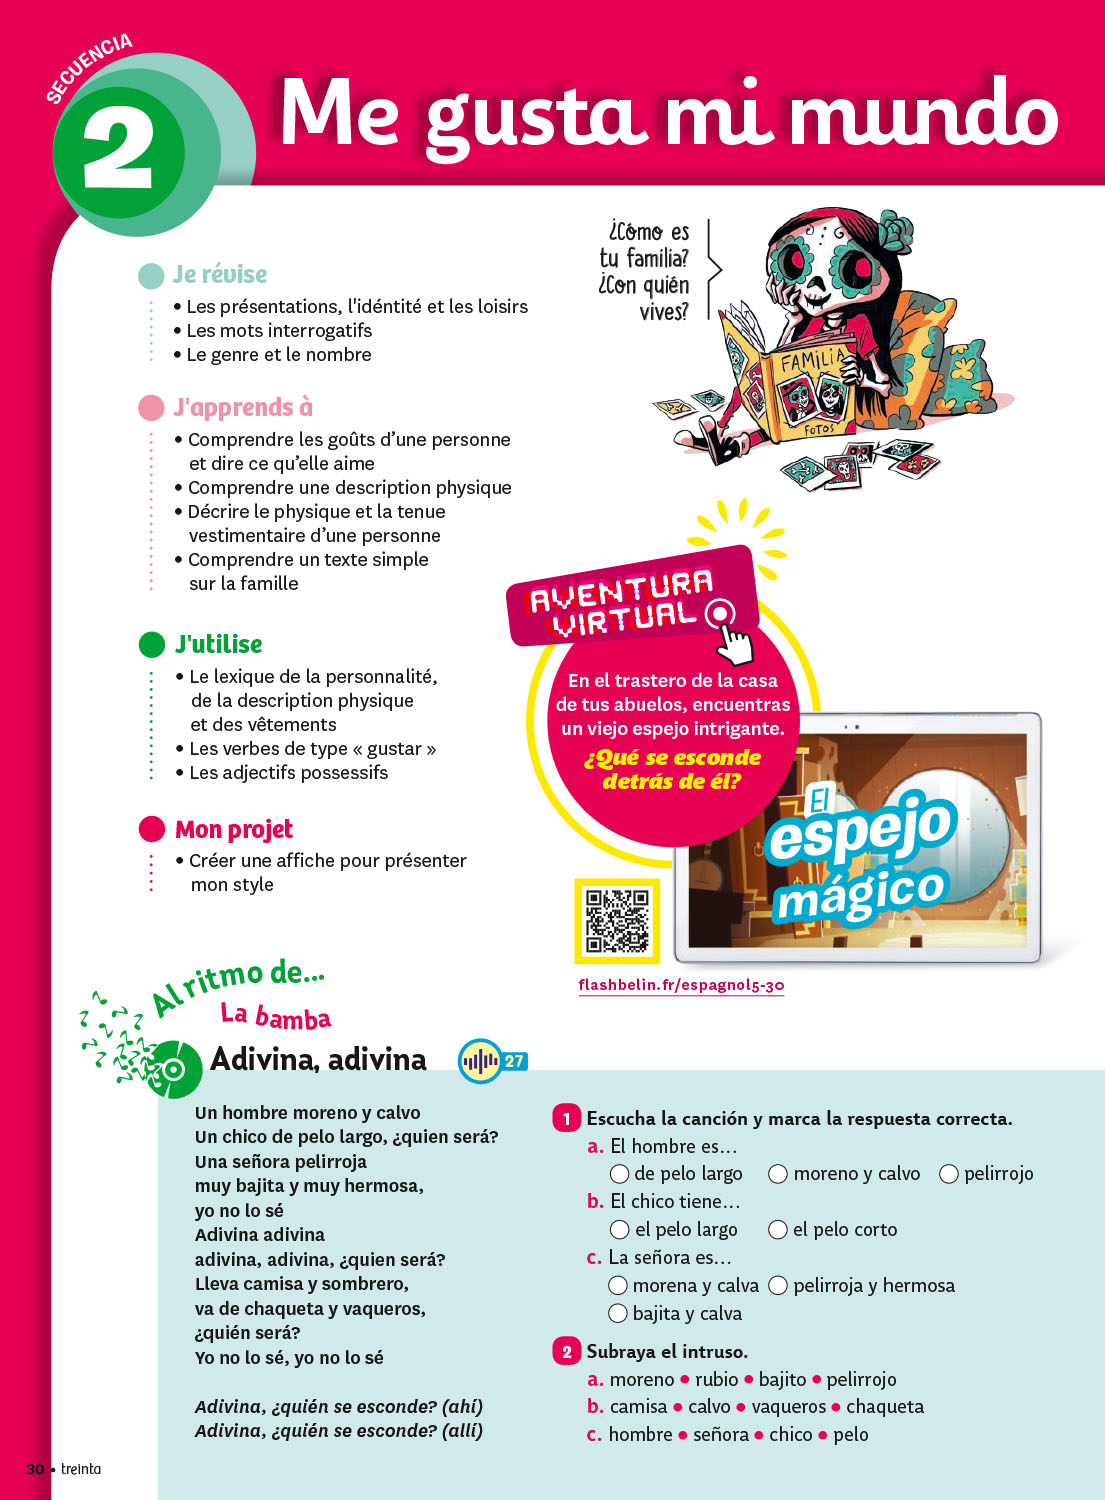 SECUENCIA
2
Me gusta mi mundo
¿Cómo es
tu familia?
¿Con quién
vives?
FAMILIA
FOTOS
Je révise
• Les présentations, l'identité et les loisirs
• Les mots interrogatifs
• Le genre et le nombre
J'apprends à
• Comprendre les goûts d’une personne
et dire ce qu’elle aime
• Comprendre une description physique
• Décrire le physique et la tenue
vestimentaire d’une personne
• Comprendre un texte simple
sur la famille
J'utilise
• Le lexique de la personnalité,
de la description physique
et des vêtements
• Les verbes de type « gustar »
• Les adjectifs possessifs
Mon projet
• Créer une affiche pour présenter
mon style
AVENTURA
VIRTUAL
En el trastero de la casa
de tus abuelos, encuentras
un viejo espejo intrigante.
¿Qué se esconde
detrás de él?
El
espejo
mágico
flashbelin.fr/espagnol5-30
Al ritmo de...
La bamba
Adivina, adivina
27
Un hombre moreno y calvo
Un chico de pelo largo, ¿quien será?
Una señora pelirroja
muy bajita y muy hermosa,
yo no lo sé
Adivina adivina
adivina, adivina, ¿quien será?
Lleva camisa y sombrero,
va de chaqueta y vaqueros,
¿quién será?
Yo no lo sé, yo no lo sé
Adivina, ¿quién se esconde? (ahí)
Adivina, ¿quién se esconde? (allí)
1 Escucha la canción y marca la respuesta correcta.
a. El hombre es…
de pelo largo moreno y calvo pelirrojo
b. El chico tiene…
el pelo largo el pelo corto
c. La señora es…
morena y calva pelirroja y hermosa
bajita y calva
2 Subraya el intruso.
a. moreno • rubio • bajito • pelirrojo
b. camisa • calvo • vaqueros • chaqueta
c. hombre • señora • chico • pelo
30 • treinta